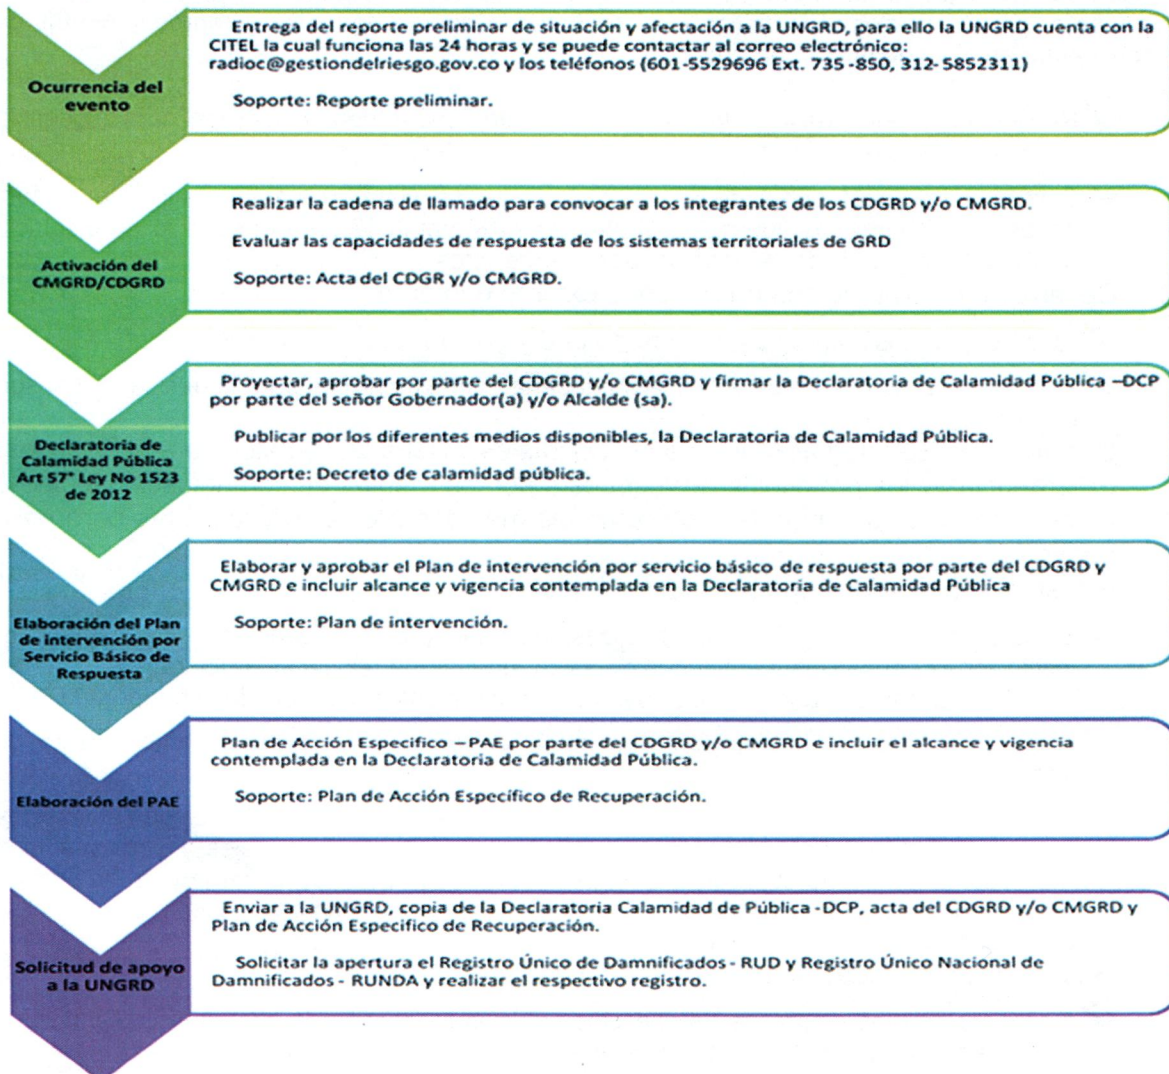 Ocurrencia del
evento
Entrega del reporte preliminar de situación y afectación a la UNGRD, para ello la UNGRD cuenta con la
CITEL la cual funciona las 24 horas y se puede contactar al correo electrónico:
radioc@gestiondelriesgo.gov.co y los teléfonos (601-5529696 Ext. 735 -850, 312- 5852311)
Soporte: Reporte preliminar.
Activación del
CMGRD/CDGRD
Realizar la cadena de llamado para convocar a los integrantes de los CDGRD y/o CMGRD.
Evaluar las capacidades de respuesta de los sistemas territoriales de GRD
Soporte: Acta del CDGR y/o CMGRD.
Declaratoria de
Calamidad Pública
Art 57° Ley No 1523
de 2012
Proyectar, aprobar por parte del CDGRD y/o CMGRD y firmar la Declaratoria de Calamidad Pública –DCP
por parte del señor Gobernador(a) y/o Alcalde (sa).
Publicar por los diferentes medios disponibles, la Declaratoria de Calamidad Pública.
Soporte: Decreto de calamidad pública.
Elaboración del Plan
de intervención por
Servicio Básico de
Respuesta
Elaborar y aprobar el Plan de intervención por servicio básico de respuesta por parte del CDGRD y
CMGRD e incluir alcance y vigencia contemplada en la Declaratoria de Calamidad Pública
Soporte: Plan de intervención.
Elaboración del PAE
Plan de Acción Especifico –PAE por parte del CDGRD y/o CMGRD e incluir el alcance y vigencia
contemplada en la Declaratoria de Calamidad Pública.
Soporte: Plan de Acción Específico de Recuperación.
Solicitud de apoyo
a la UNGRD
Enviar a la UNGRD, copia de la Declaratoria Calamidad de Pública -DCP, acta del CDGRD y/o CMGRD y
Plan de Acción Especifico de Recuperación.
Solicitar la apertura el Registro Único de Damnificados - RUD y Registro Único Nacional de
Damnificados - RUNDA y realizar el respectivo registro.